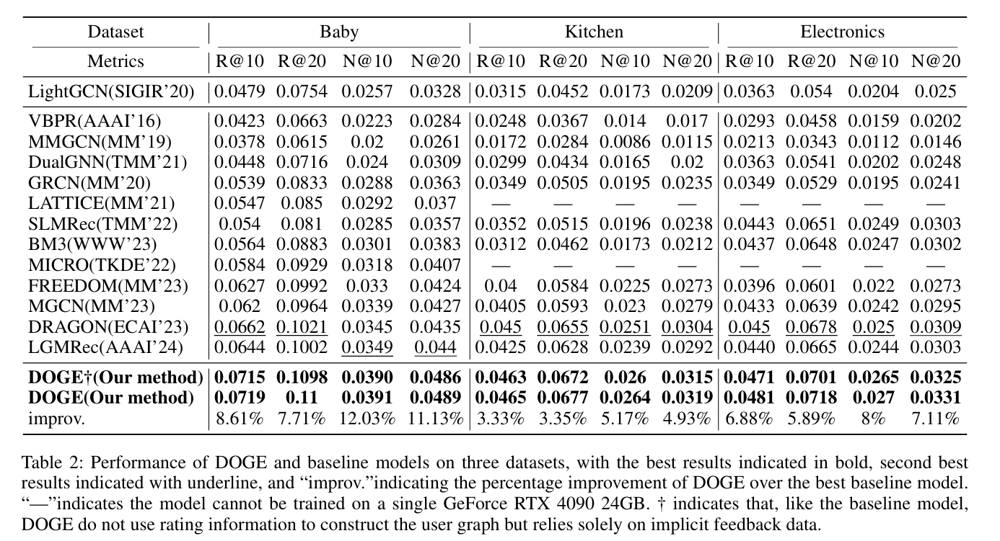 Dataset Baby Kitchen Electronics
Metrics R@10 R@20 N@10 N@20 R@10 R@20 N@10 N@20 R@10 R@20 N@10 N@20
LightGCN(SIGIR’20) 0.0479 0.0754 0.0257 0.0328 0.0315 0.0452 0.0173 0.0209 0.0363 0.054 0.0204 0.025
VBPR(AAAI’16) 0.0423 0.0663 0.0223 0.0284 0.0248 0.0367 0.014 0.017 0.0293 0.0458 0.0159 0.0202
MMGCN(MM’19) 0.0378 0.0615 0.02 0.0261 0.0172 0.0284 0.0086 0.0115 0.0213 0.0343 0.0112 0.0146
DualGNN(TMM’21) 0.0448 0.0716 0.024 0.0309 0.0299 0.0434 0.0165 0.02 0.0363 0.0541 0.0202 0.0248
GRCN(MM’20) 0.0539 0.0833 0.0288 0.0363 0.0349 0.0505 0.0195 0.0235 0.0349 0.0529 0.0195 0.0241
LATTICE(MM’21) 0.0547 0.085 0.0292 0.037 — — — — — — — —
SLMRec(TMM’22) 0.054 0.081 0.0285 0.0357 0.0352 0.0515 0.0196 0.0238 0.0443 0.0651 0.0249 0.0303
BM3(WWW’23) 0.0564 0.0883 0.0301 0.0383 0.0312 0.0462 0.0173 0.0212 0.0437 0.0648 0.0247 0.0302
MICRO(TKDE’22) 0.0584 0.0929 0.0318 0.0407 — — — — — — — —
FREEDOM(MM’23) 0.0627 0.0992 0.033 0.0424 0.04 0.0584 0.0225 0.0273 0.0396 0.0601 0.022 0.0273
MGCN(MM’23) 0.062 0.0964 0.0339 0.0427 0.0405 0.0593 0.023 0.0279 0.0433 0.0639 0.0242 0.0295
DRAGON(ECAI’23) 0.0662 0.1021 0.0345 0.0435 0.045 0.0655 0.0251 0.0304 0.045 0.0678 0.025 0.0309
LGMRec(AAAI’24) 0.0644 0.1002 0.0349 0.044 0.0425 0.0628 0.0239 0.0292 0.0440 0.0665 0.0244 0.0303
DOGE†(Our method) 0.0715 0.1098 0.0390 0.0486 0.0463 0.0672 0.026 0.0315 0.0471 0.0701 0.0265 0.0325
DOGE(Our method) 0.0719 0.11 0.0391 0.0489 0.0465 0.0677 0.0264 0.0319 0.0481 0.0718 0.027 0.0331
improv. 8.61% 7.71% 12.03% 11.13% 3.33% 3.35% 5.17% 4.93% 6.88% 5.89% 8% 7.11%
Table 2: Performance of DOGE and baseline models on three datasets, with the best results indicated in bold, second best
results indicated with underline, and “improv.”indicating the percentage improvement of DOGE over the best baseline model.
“—”indicates the model cannot be trained on a single GeForce RTX 4090 24GB. † indicates that, like the baseline model,
DOGE do not use rating information to construct the user graph but relies solely on implicit feedback data.